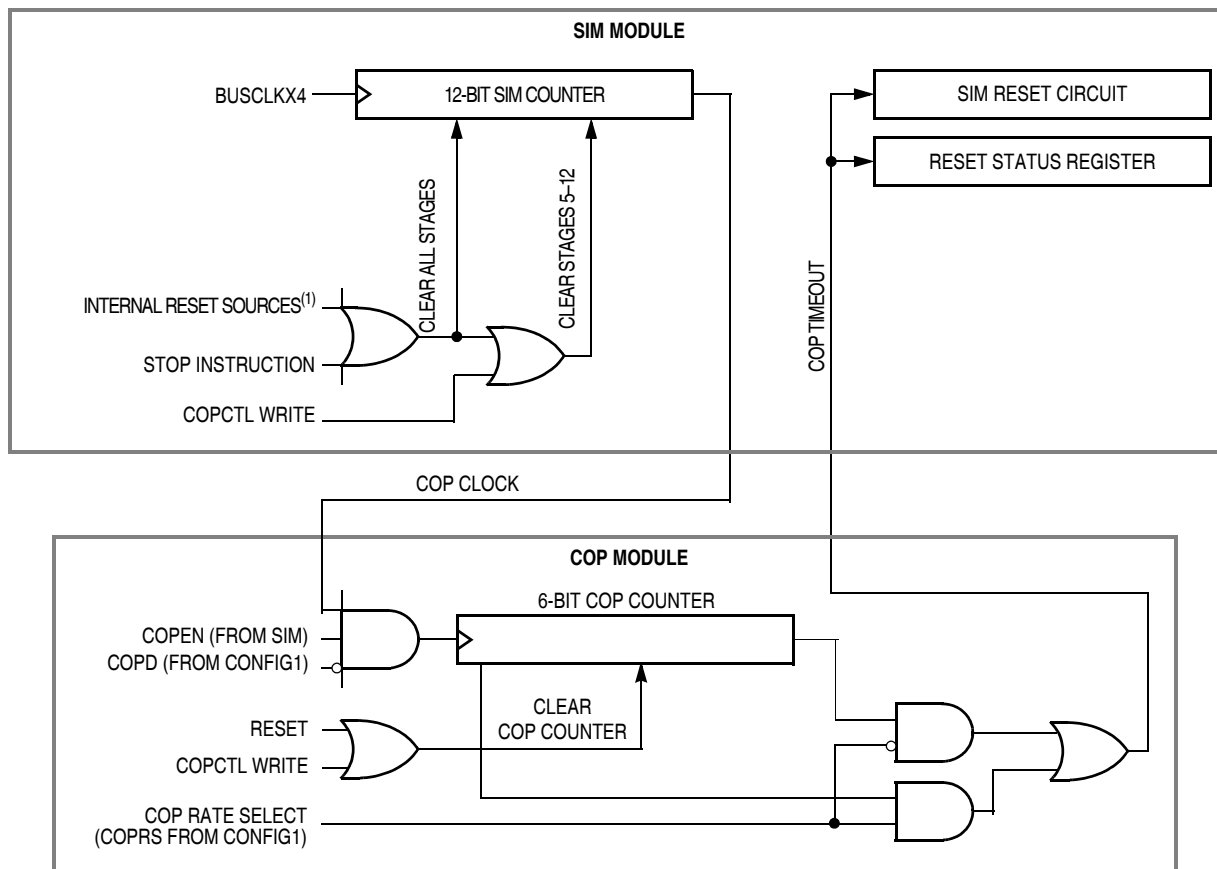 SIM MODULE
BUSCLKX4
12-BIT SIM COUNTER
SIM RESET CIRCUIT
RESET STATUS REGISTER
CLEAR ALL STAGES
CLEAR STAGES 5–12
COP TIMEOUT
INTERNAL RESET SOURCES(1)
STOP INSTRUCTION
COPCTL WRITE
COP CLOCK
COP MODULE
6-BIT COP COUNTER
COPEN (FROM SIM)
COPD (FROM CONFIG1)
CLEAR
COP COUNTER
RESET
COPCTL WRITE
COP RATE SELECT
(COPRS FROM CONFIG1)